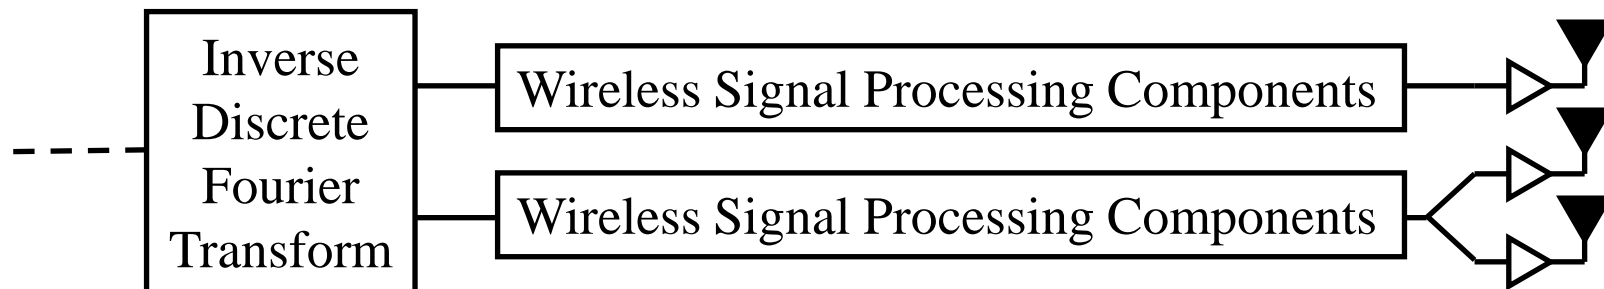 Inverse
Discrete
Fourier
Transform
Wireless Signal Processing Components
Wireless Signal Processing Components